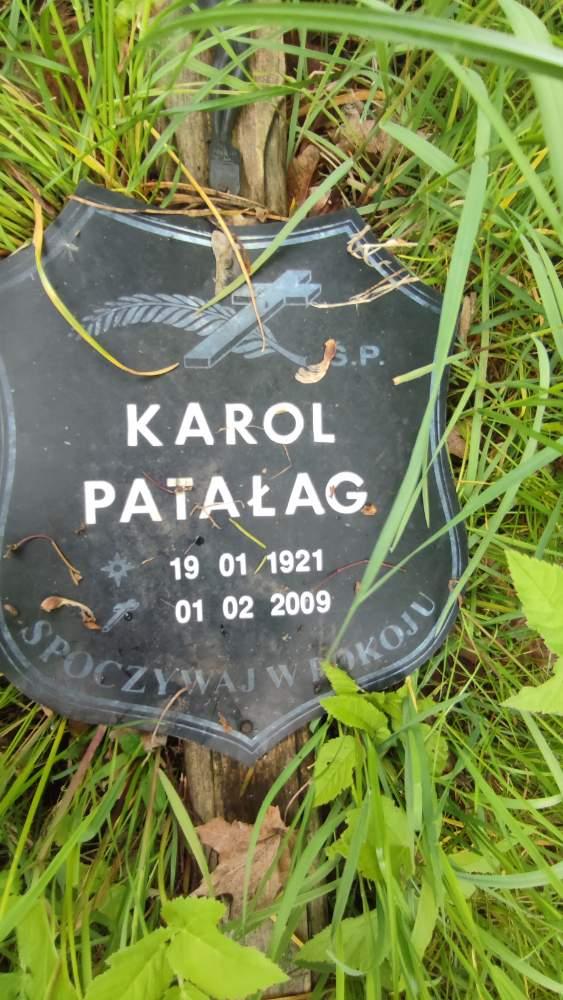 Ś.P.
KAROL
PATAŁAG
19 01 1921
01 02 2009
SPOCZYWAJ W POKOJU